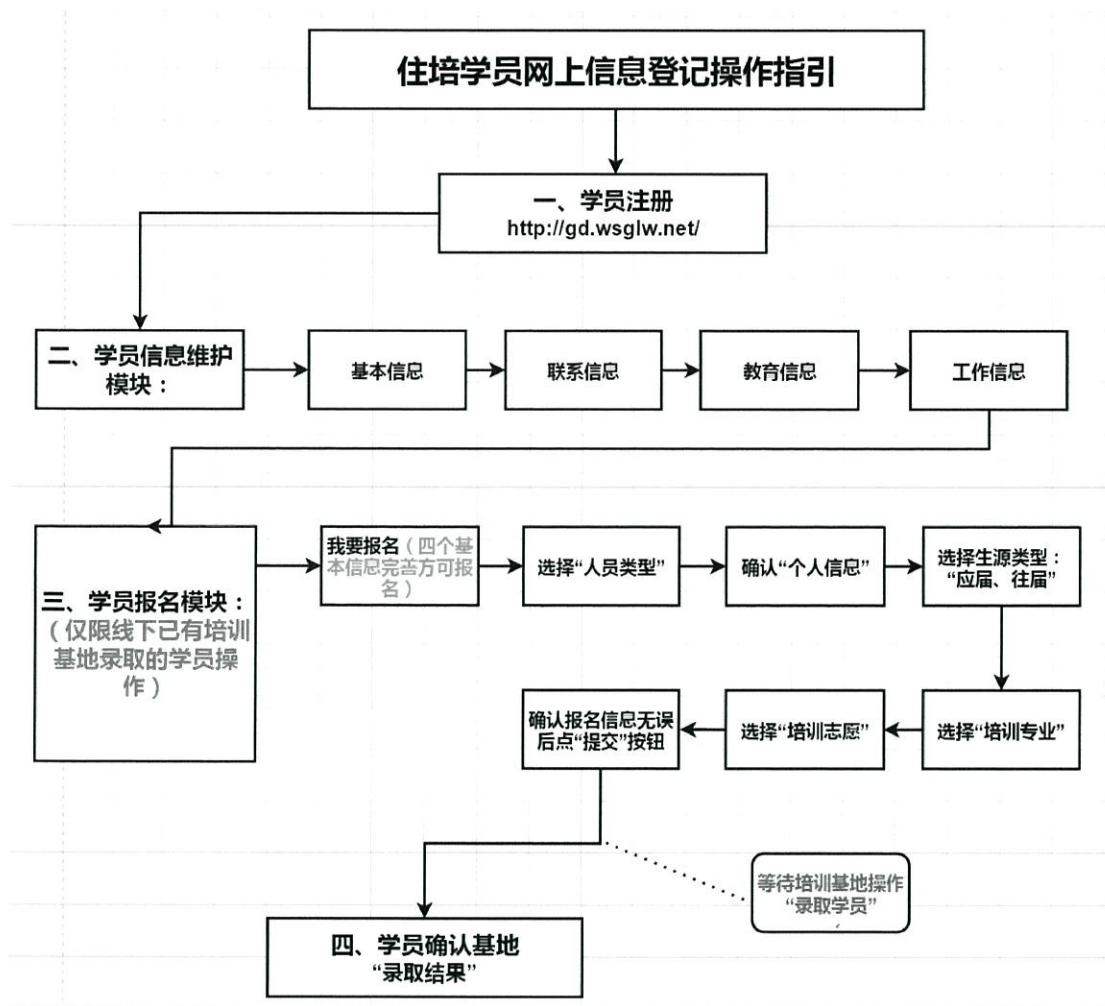 住培学员网上信息登记操作指引
一、学员注册
http://gd.wsglw.net/
二、学员信息维护
模块：
基本信息
联系信息
教育信息
工作信息
三、学员报名模块：
（仅限线下已有培训
基地录取的学员操
作）
我要报名（四个基
本信息完善方可报
名）
选择“人员类型”
确认“个人信息”
选择生源类型：
“应届、往届”
选择“培训专业”
选择“培训志愿”
确认报名信息无误
后点“提交”按钮
等待培训基地操作
“录取学员”
四、学员确认基地
“录取结果”